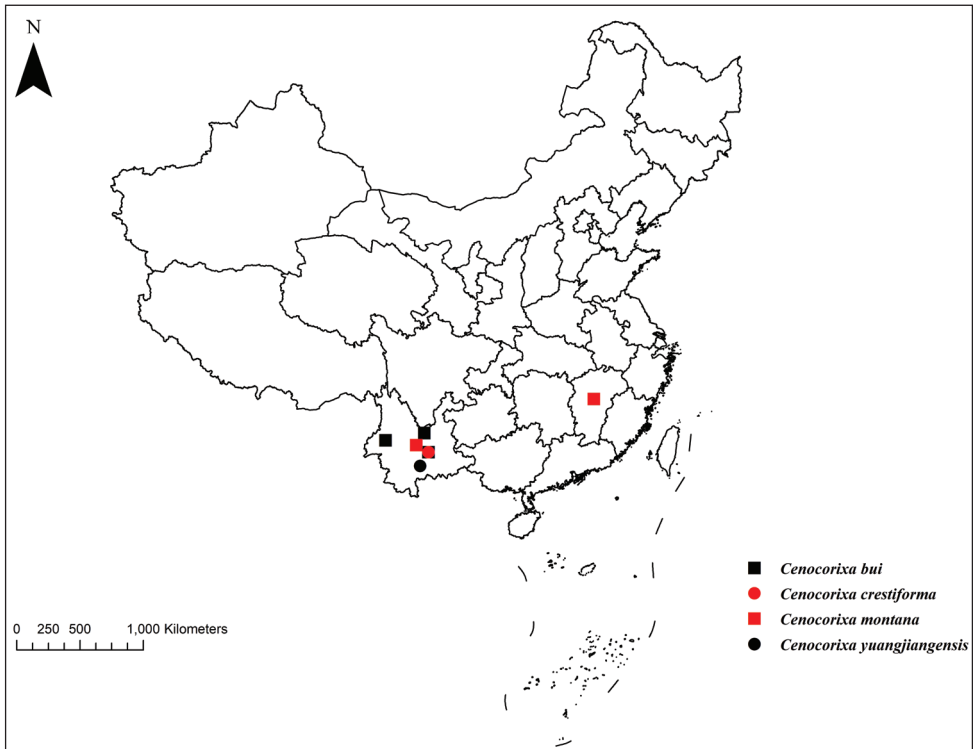 N
Cenocorixa bui
Cenocorixa crestiforma
Cenocorixa montana
Cenocorixa yuangjiangensis
0 250 500 1,000 Kilometers